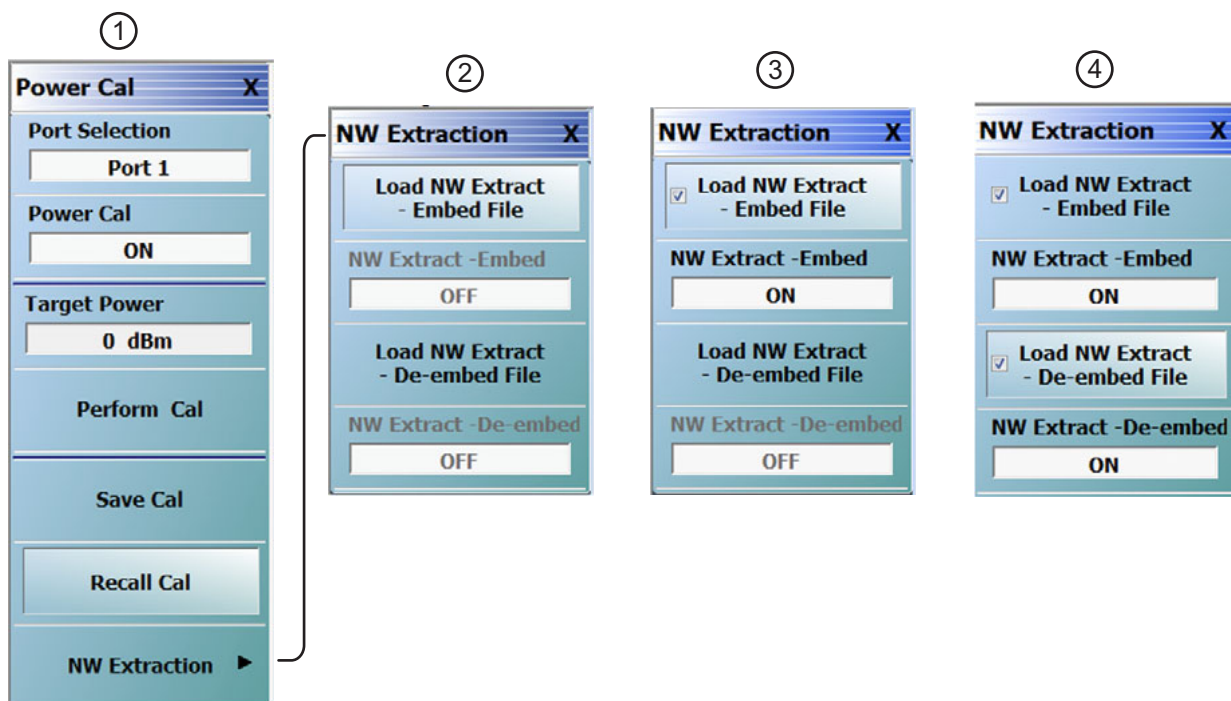 1
Power Cal X
Port Selection
Port 1
Power Cal
ON
Target Power
0 dBm
Perform Cal
Save Cal
Recall Cal
NW Extraction
2
NW Extraction X
Load NW Extract
- Embed File
NW Extract -Embed
OFF
Load NW Extract
- De-embed File
NW Extract -De-embed
OFF
3
NW Extraction X
Load NW Extract
- Embed File
NW Extract -Embed
ON
Load NW Extract
- De-embed File
NW Extract -De-embed
OFF
4
NW Extraction X
Load NW Extract
- Embed File
NW Extract -Embed
ON
Load NW Extract
- De-embed File
NW Extract -De-embed
ON